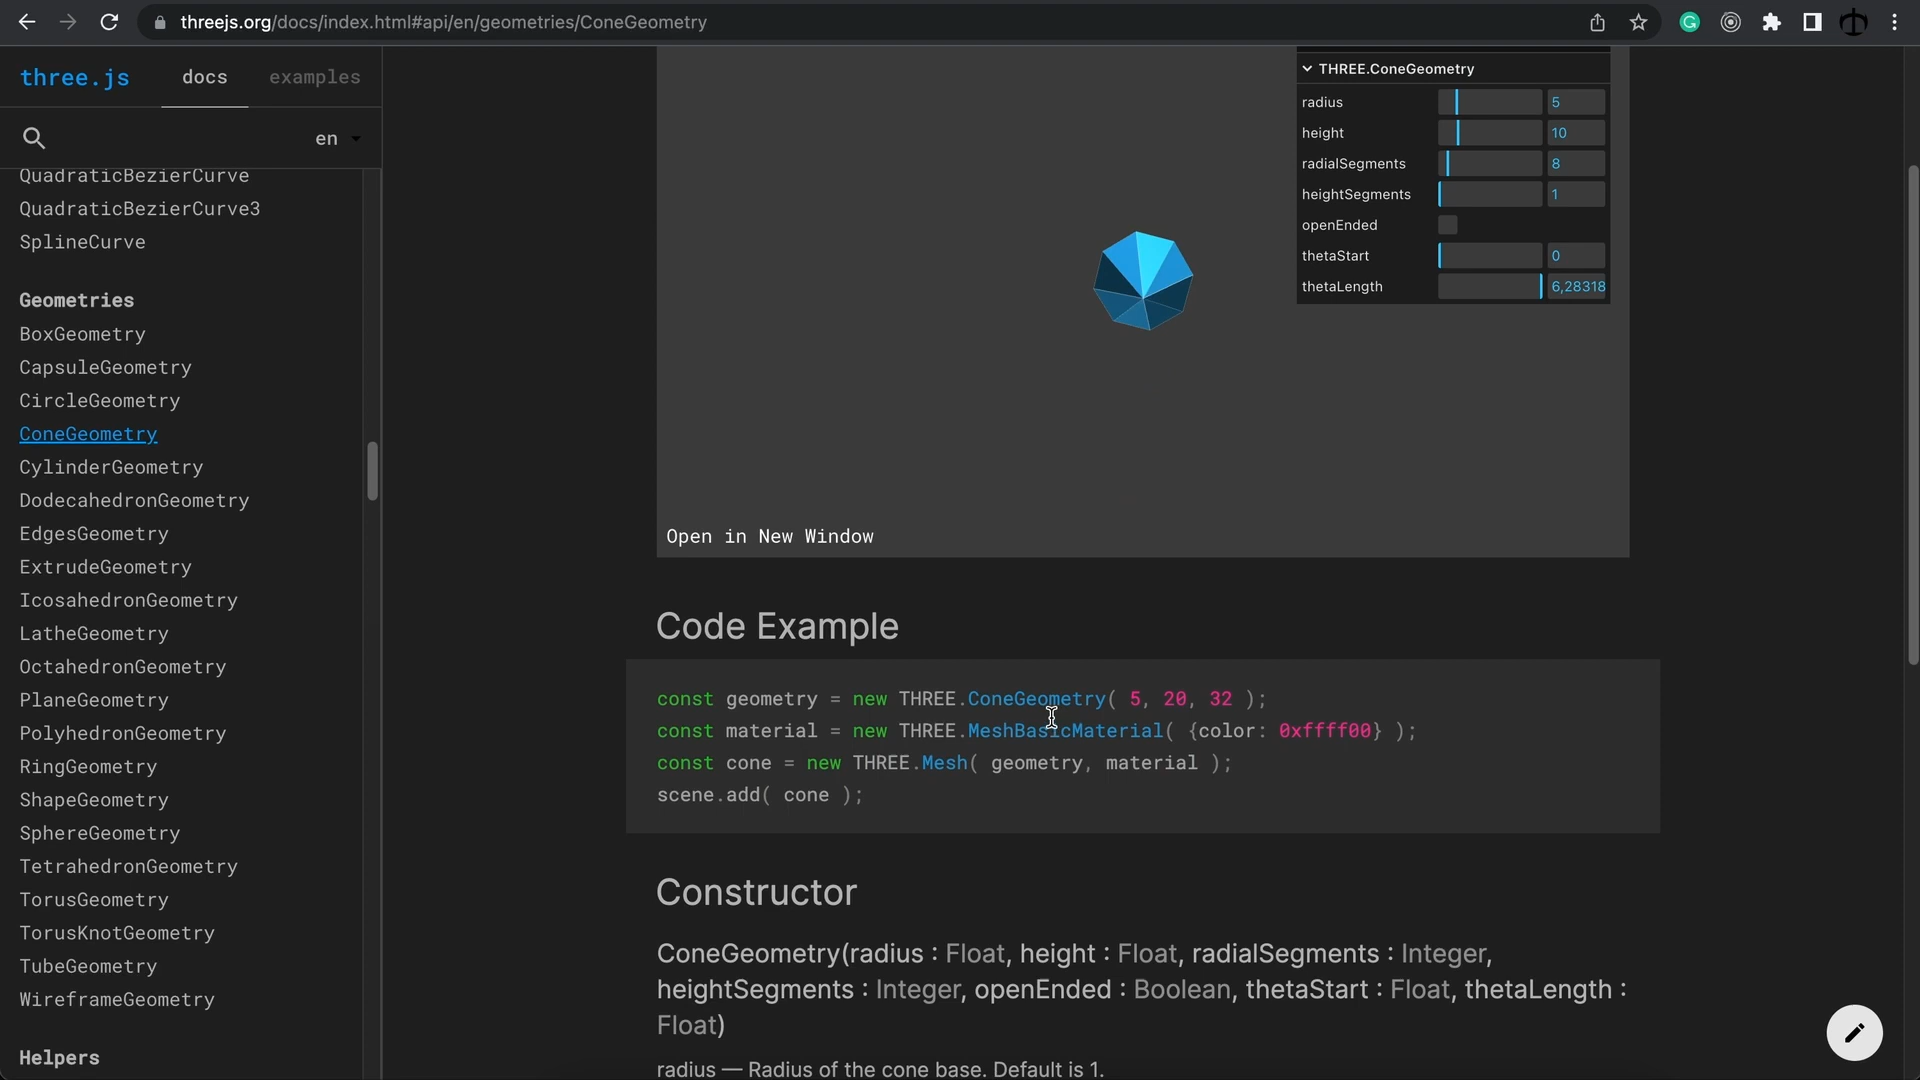 threejs.org/docs/index.html#api/en/geometries/ConeGeometry
three.js docs examples
en
QuadraticBezierCurve
QuadraticBezierCurve3
SplineCurve
Geometries
BoxGeometry
CapsuleGeometry
CircleGeometry
ConeGeometry
CylinderGeometry
DodecahedronGeometry
EdgesGeometry
ExtrudeGeometry
IcosahedronGeometry
LatheGeometry
OctahedronGeometry
PlaneGeometry
PolyhedronGeometry
RingGeometry
ShapeGeometry
SphereGeometry
TetrahedronGeometry
TorusGeometry
TorusKnotGeometry
TubeGeometry
WireframeGeometry
Helpers
THREE.ConeGeometry
radius 5
height 10
radialSegments 8
heightSegments 1
openEnded
thetaStart 0
thetaLength 6,28318
Open in New Window
Code Example
const geometry = new THREE.ConeGeometry( 5, 20, 32 );
const material = new THREE.MeshBasicMaterial( {color: 0xffff00} );
const cone = new THREE.Mesh( geometry, material );
scene.add( cone );
Constructor
ConeGeometry(radius : Float, height : Float, radialSegments : Integer,
heightSegments : Integer, openEnded : Boolean, thetaStart : Float, thetaLength :
Float)
radius — Radius of the cone base. Default is 1.